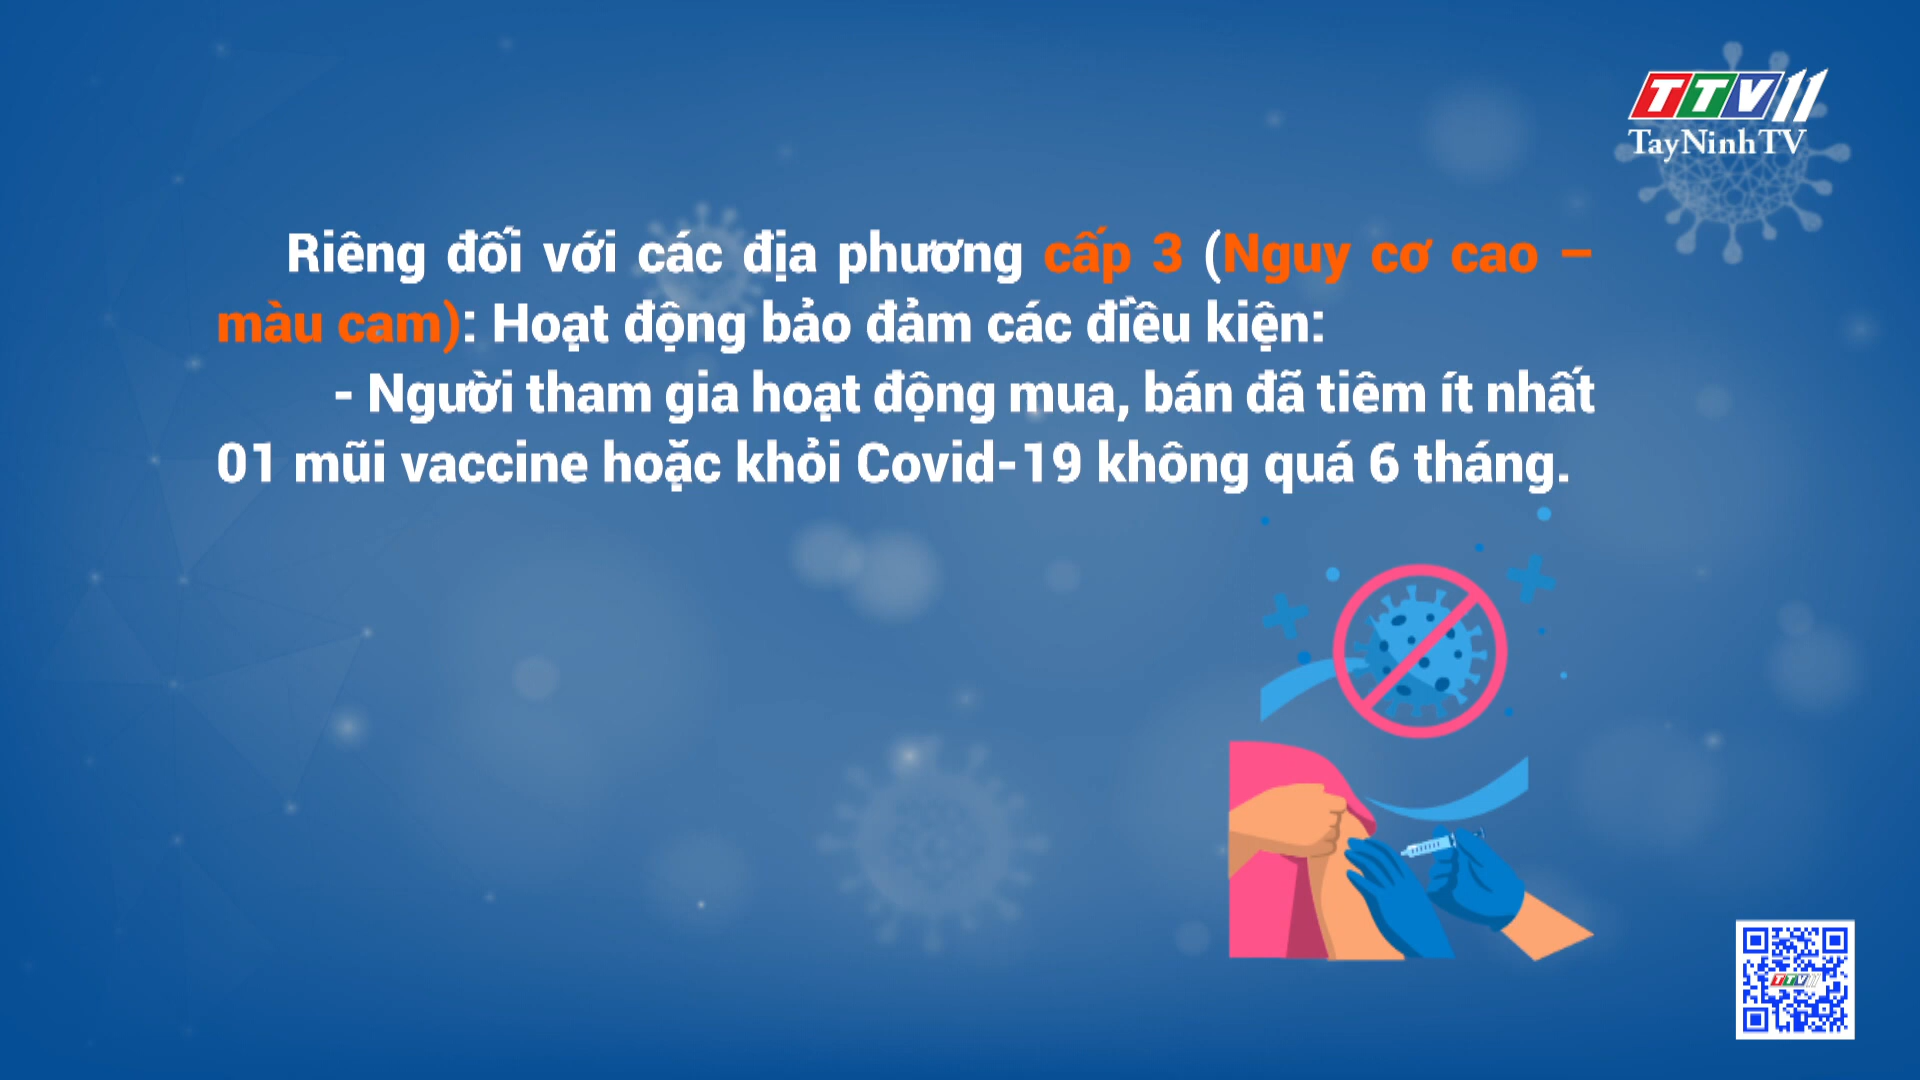 TTV11
TayNinhTV
Riêng đối với các địa phương cấp 3 (Nguy cơ cao –
màu cam): Hoạt động bảo đảm các điều kiện:
- Người tham gia hoạt động mua, bán đã tiêm ít nhất
01 mũi vaccine hoặc khỏi Covid-19 không quá 6 tháng.
TTV11